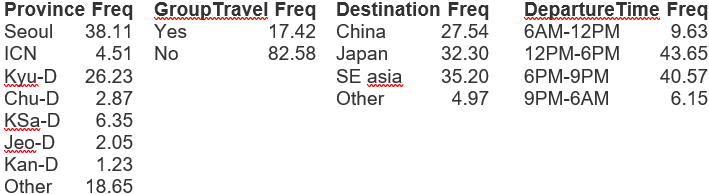 Province Freq GroupTravel Freq Destination Freq DepartureTime Freq
Seoul 38.11 Yes 17.42 China 27.54 6AM-12PM 9.63
ICN 4.51 No 82.58 Japan 32.30 12PM-6PM 43.65
Kyu-D 26.23 SE asia 35.20 6PM-9PM 40.57
Chu-D 2.87 Other 4.97 9PM-6AM 6.15
KSa-D 6.35
Jeo-D 2.05
Kan-D 1.23
Other 18.65